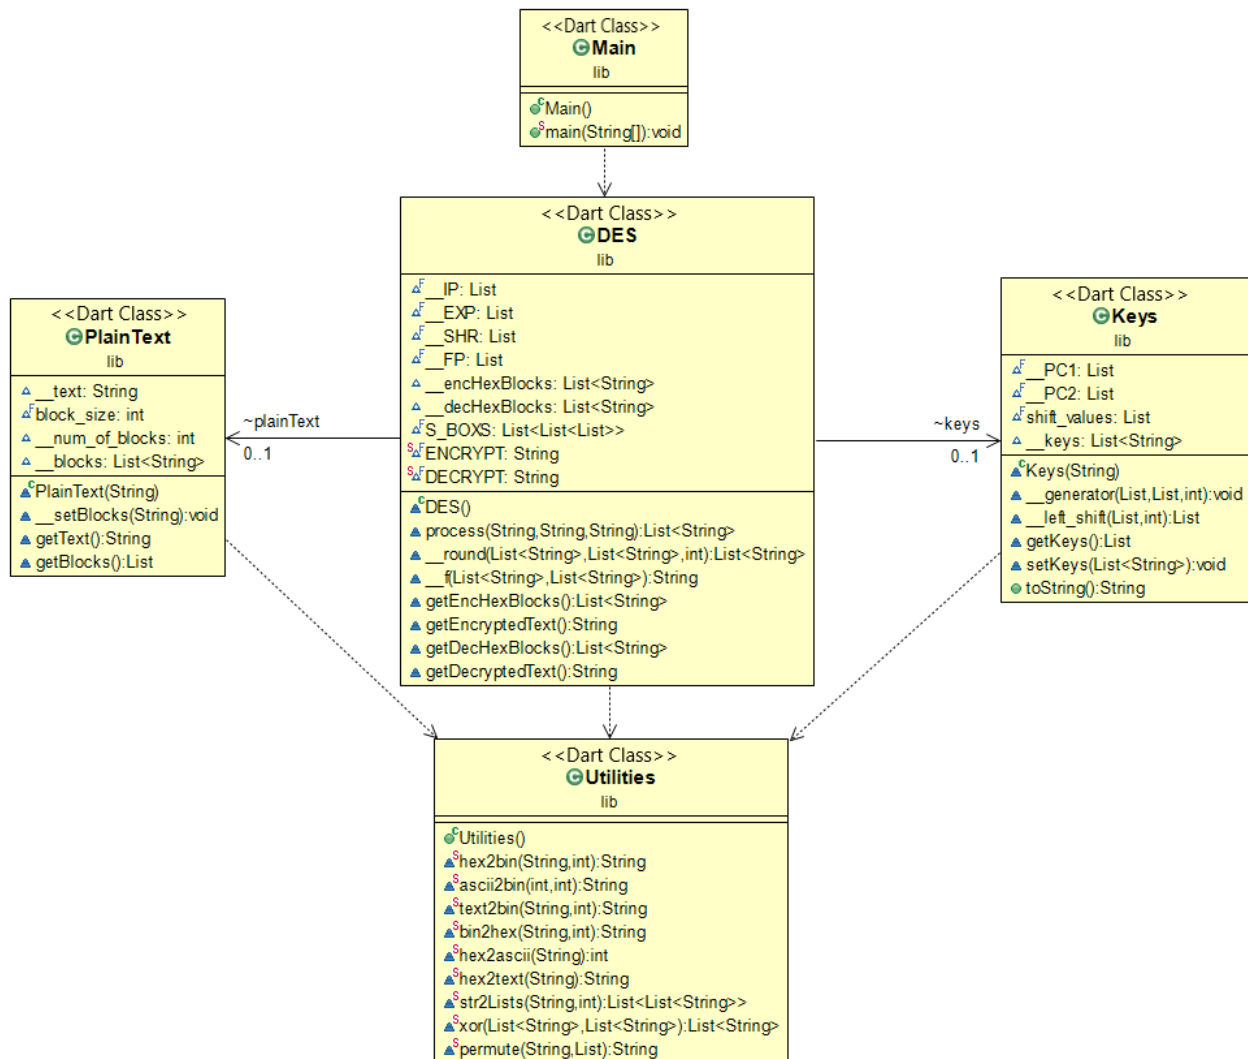 <<Dart Class>>
Main
lib
Main()
main(String[]):void
<<Dart Class>>
DES
lib
__IP: List
__EXP: List
__SHR: List
__FP: List
__encHexBlocks: List<String>
__decHexBlocks: List<String>
S_BOXS: List<List<List>>
ENCRYPT: String
DECRYPT: String
DES()
process(String,String,String):List<String>
__round(List<String>,List<String>,int):List<String>
__f(List<String>,List<String>):String
getEncHexBlocks():List<String>
getEncryptedText():String
getDecHexBlocks():List<String>
getDecryptedText():String
<<Dart Class>>
PlainText
lib
__text: String
block_size: int
__num_of_blocks: int
__blocks: List<String>
PlainText(String)
__setBlocks(String):void
getText():String
getBlocks():List
~plainText
0..1
~keys
0..1
<<Dart Class>>
Keys
lib
__PC1: List
__PC2: List
shift_values: List
__keys: List<String>
Keys(String)
__generator(List,List,int):void
__left_shift(List,int):List
getKeys():List
setKeys(List<String>):void
toString():String
<<Dart Class>>
Utilities
lib
Utilities()
hex2bin(String,int):String
ascii2bin(int,int):String
text2bin(String,int):String
bin2hex(String,int):String
hex2ascii(String):int
hex2text(String):String
str2Lists(String,int):List<List<String>>
xor(List<String>,List<String>):List<String>
permute(String,List):String